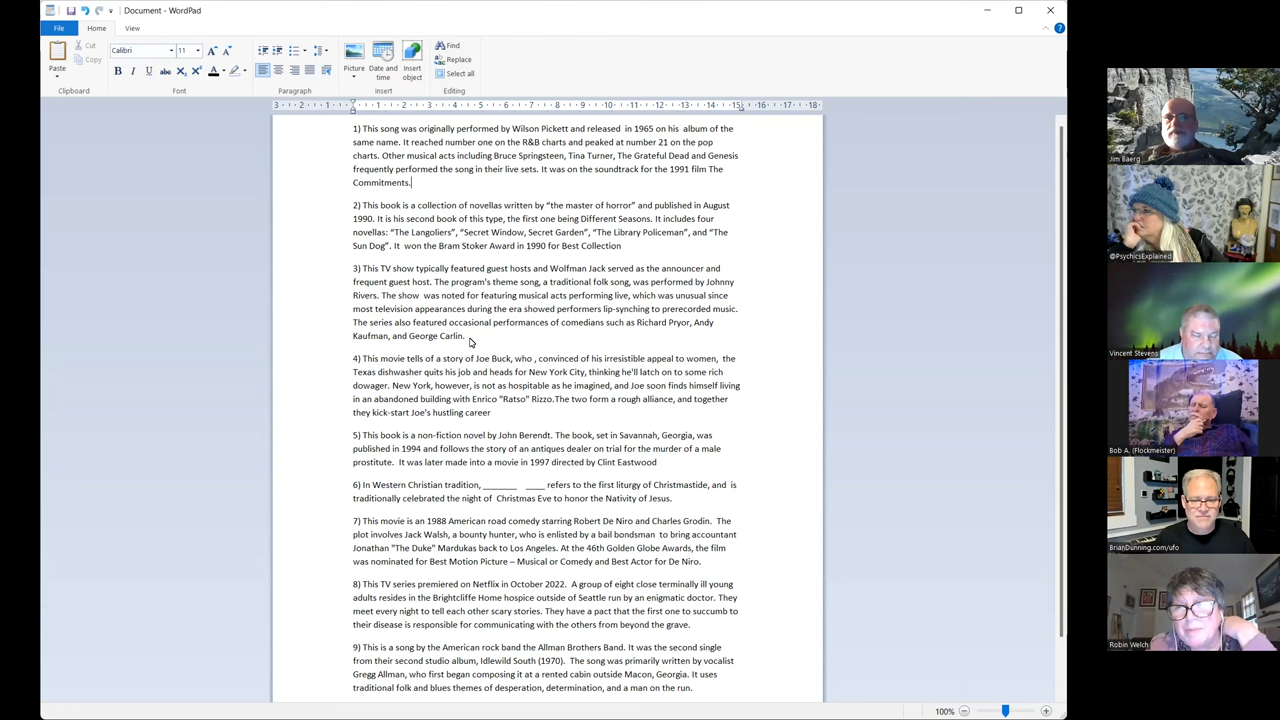 Document - WordPad
File Home View
Paste
Cut
Copy
Clipboard
Calibri 11
B I U abc X₂ X² A
Font
Paragraph
Picture
Date and time
Insert object
Insert
Find
Replace
Select all
Editing
3 2 1 1 2 3 4 5 6 7 8 9 10 11 12 13 14 15 16 17 18
1) This song was originally performed by Wilson Pickett and released  in 1965 on his  album of the
same name. It reached number one on the R&B charts and peaked at number 21 on the pop
charts. Other musical acts including Bruce Springsteen, Tina Turner, The Grateful Dead and Genesis
frequently performed the song in their live sets. It was on the soundtrack for the 1991 film The
Commitments.
2) This book is a collection of novellas written by “the master of horror” and published in August
1990. It is his second book of this type, the first one being Different Seasons. It includes four
novellas: “The Langoliers”, “Secret Window, Secret Garden”, “The Library Policeman”, and “The
Sun Dog”. It  won the Bram Stoker Award in 1990 for Best Collection
3) This TV show typically featured guest hosts and Wolfman Jack served as the announcer and
frequent guest host. The program's theme song, a traditional folk song, was performed by Johnny
Rivers. The show  was noted for featuring musical acts performing live, which was unusual since
most television appearances during the era showed performers lip-synching to prerecorded music.
The series also featured occasional performances of comedians such as Richard Pryor, Andy
Kaufman, and George Carlin.
4) This movie tells of a story of Joe Buck, who , convinced of his irresistible appeal to women,  the
Texas dishwasher quits his job and heads for New York City, thinking he'll latch on to some rich
dowager. New York, however, is not as hospitable as he imagined, and Joe soon finds himself living
in an abandoned building with Enrico "Ratso" Rizzo.The two form a rough alliance, and together
they kick-start Joe's hustling career
5) This book is a non-fiction novel by John Berendt. The book, set in Savannah, Georgia, was
published in 1994 and follows the story of an antiques dealer on trial for the murder of a male
prostitute.  It was later made into a movie in 1997 directed by Clint Eastwood
6) In Western Christian tradition, ________  ____ refers to the first liturgy of Christmastide, and  is
traditionally celebrated the night of  Christmas Eve to honor the Nativity of Jesus.
7) This movie is an 1988 American road comedy starring Robert De Niro and Charles Grodin.  The
plot involves Jack Walsh, a bounty hunter, who is enlisted by a bail bondsman  to bring accountant
Jonathan "The Duke" Mardukas back to Los Angeles. At the 46th Golden Globe Awards, the film
was nominated for Best Motion Picture – Musical or Comedy and Best Actor for De Niro.
8) This TV series premiered on Netflix in October 2022.  A group of eight close terminally ill young
adults resides in the Brightcliffe Home hospice outside of Seattle run by an enigmatic doctor. They
meet every night to tell each other scary stories. They have a pact that the first one to succumb to
their disease is responsible for communicating with the others from beyond the grave.
9) This is a song by the American rock band the Allman Brothers Band. It was the second single
from their second studio album, Idlewild South (1970).  The song was primarily written by vocalist
Gregg Allman, who first began composing it at a rented cabin outside Macon, Georgia. It uses
traditional folk and blues themes of desperation, determination, and a man on the run.
100%
Jim Baerg
@PsychicsExplained
Vincent Stevens
Bob A. (Flockmeister)
BrianDunning.com/ufo
Robin Welch